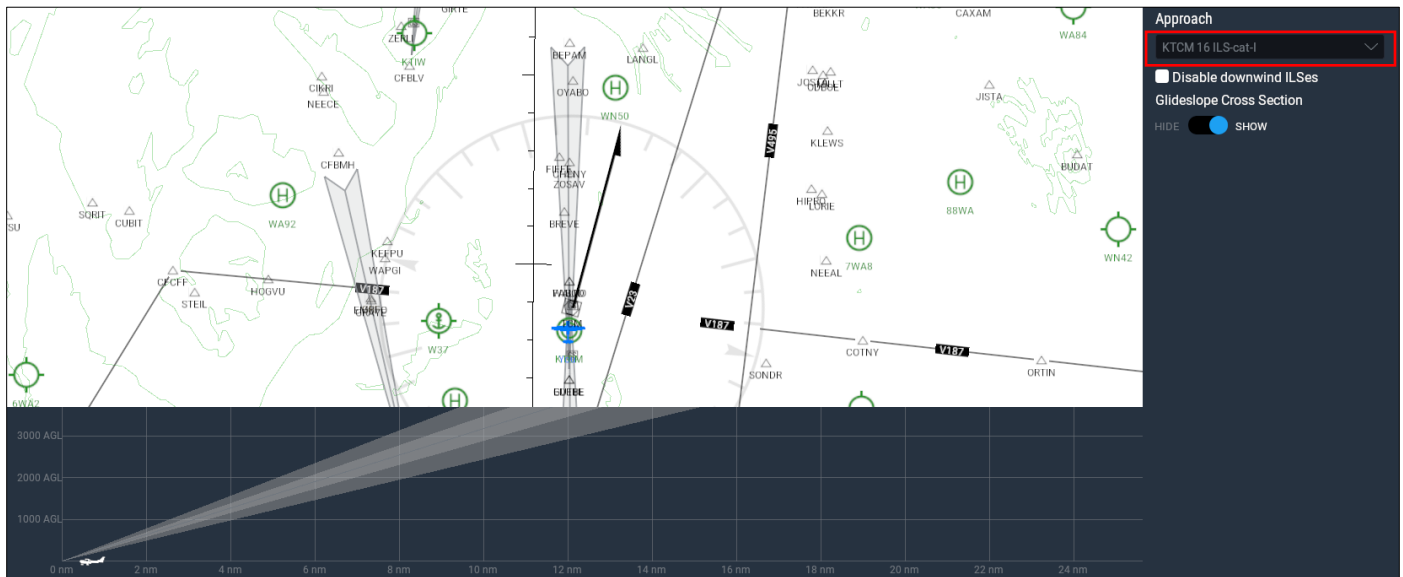 GIRTE
BEKKR
CAXAM
ZERLI
WA84
KTIW
BEPAM
LANGL
CFBLV
CIKRI
NEECE
OYABO
WN50
JISTA
V495
KLEWS
CFBMH
BUDAT
CHENY
ZOSAV
WA92
88WA
SU
SQRIT
CUBIT
BREVE
HIPRO
LORIE
KEEPU
WAPGI
7WA8
NEEAL
WN42
CFCFF
STEIL
HOGVU
V187
V23
W37
V187
COTNY
V187
ORTIN
SONDR
6WA2
Approach
KTCM 16 ILS-cat-I
Disable downwind ILSes
Glideslope Cross Section
HIDE
SHOW
3000 AGL
2000 AGL
1000 AGL
0 nm
2 nm
4 nm
6 nm
8 nm
10 nm
12 nm
14 nm
16 nm
18 nm
20 nm
22 nm
24 nm